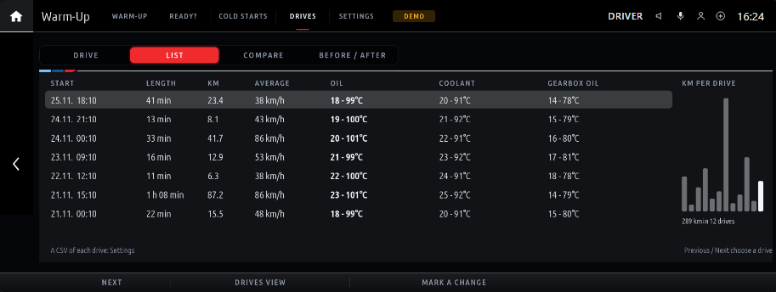 Warm-Up WARM-UP READY? COLD STARTS DRIVES SETTINGS DEMO DRIVER 16:24
DRIVE LIST COMPARE BEFORE / AFTER
START LENGTH KM AVERAGE OIL COOLANT GEARBOX OIL KM PER DRIVE
25.11. 18:10 41 min 23.4 38 km/h 18 - 99°C 20 - 91°C 14 - 78°C
24.11. 21:10 13 min 8.1 43 km/h 19 - 100°C 21 - 92°C 15 - 79°C
24.11. 00:10 33 min 41.7 86 km/h 20 - 101°C 22 - 91°C 16 - 80°C
23.11. 09:10 16 min 12.9 53 km/h 21 - 99°C 23 - 92°C 17 - 81°C
22.11. 12:10 11 min 6.3 38 km/h 22 - 100°C 24 - 91°C 18 - 78°C
21.11. 15:10 1 h 08 min 87.2 86 km/h 23 - 101°C 25 - 92°C 14 - 79°C
21.11. 00:10 22 min 15.5 48 km/h 18 - 99°C 20 - 91°C 15 - 80°C
289 km in 12 drives
A CSV of each drive: Settings Previous / Next choose a drive
NEXT DRIVES VIEW MARK A CHANGE